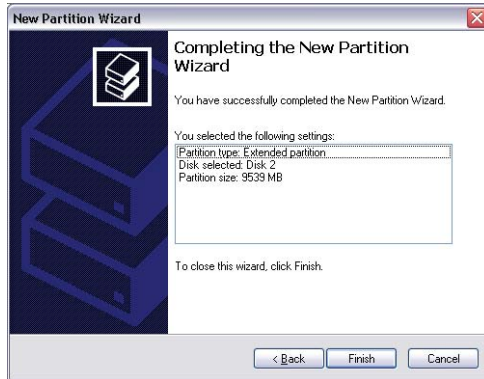 New Partition Wizard
Completing the New Partition
Wizard
You have successfully completed the New Partition Wizard.
You selected the following settings:
Partition type: Extended partition
Disk selected: Disk 2
Partition size: 9539 MB
To close this wizard, click Finish.
< Back Finish Cancel